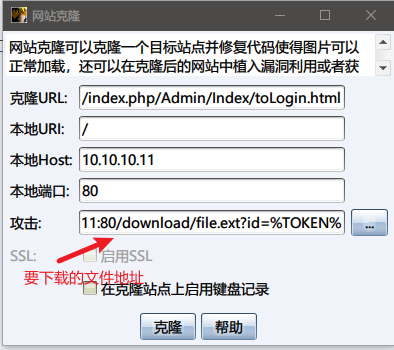 网站克隆
网站克隆可以克隆一个目标站点并修复代码使得图片可以
正常加载，还可以在克隆后的网站中植入漏洞利用或者获
克隆URL: /index.php/Admin/Index/toLogin.html
本地URI: /
本地Host: 10.10.10.11
本地端口: 80
攻击: 11:80/download/file.ext?id=%TOKEN% ...
SSL: 启用SSL
要下载的文件地址
在克隆站点上启用键盘记录
克隆 帮助